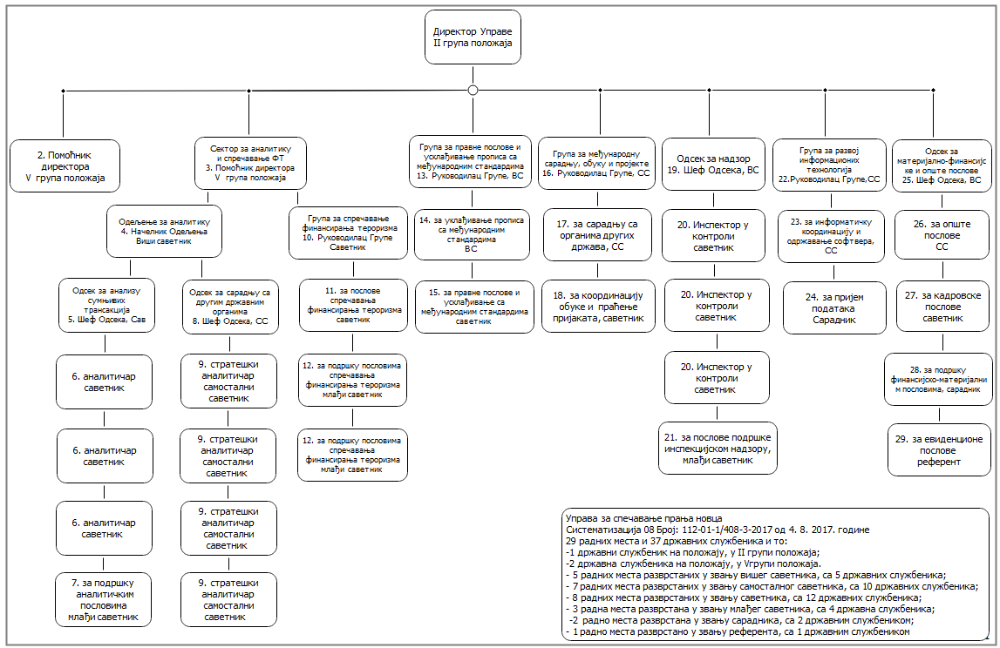 Директор Управе
II група положаја
2. Помоћник
директора
V група положаја
Сектор за аналитику
и спречавање ФТ
3. Помоћник директора
V група положаја
Група за правне послове и
усклађивање прописа са
међународним стандардима
13. Руководилац Групе, ВС
Група за међународну
сарадњу, обуку и пројекте
16. Руководилац Групе, СС
Одсек за надзор
19. Шеф Одсека, ВС
Група за развој
информационих
технологија
22.Руководилац Групе,СС
Одсек за
материјално-финансијс
ке и опште послове
25. Шеф Одсека, ВС
Одељење за аналитику
4. Начелник Одељења
Виши саветник
Група за спречавање
финансирања тероризма
10. Руководилац Групе
Саветник
14. за уклађивање прописа
са међународним
стандардима
ВС
17. за сарадњу са
органима других
држава, СС
20. Инспектор у
контроли
саветник
23. за информатичку
координацију и
одржавање софтвера,
СС
26. за опште
послове
СС
Одсек за анализу
сумњивих
трансакција
5. Шеф Одсека, Сав
Одсек за сарадњу са
другим државним
органима
8. Шеф Одсека, СС
11. за послове
спречавања
финансирања тероризма
саветник
15. за правне послове и
усклађивање са
међународним стандардима
саветник
18. за координацију
обуке и праћење
пријаката, саветник
20. Инспектор у
контроли
саветник
24. за пријем
података
Сарадник
27. за кадровске
послове
саветник
6. аналитичар
саветник
9. стратешки
аналитичар
самостални
саветник
12. за подршку пословима
спречавања
финансирања тероризма
млађи саветник
20. Инспектор у
контроли
саветник
28. за подршку
финансијско-материјални
м пословима, сарадник
6. аналитичар
саветник
9. стратешки
аналитичар
самостални
саветник
12. за подршку пословима
спречавања
финансирања тероризма
млађи саветник
21. за послове подршке
инспекцијском надзору,
млађи саветник
29. за евиденционе
послове
референт
6. аналитичар
саветник
9. стратешки
аналитичар
самостални
саветник
7. за подршку
аналитичким
пословима
млађи саветник
9. стратешки
аналитичар
самостални
саветник
Управа за спечавање прања новца
Систематизација 08 Број: 112-01-1/408-3-2017 од 4. 8. 2017. године
29 радних места и 37 државних службеника и то:
-1 државни службеник на положају, у II групи положаја;
-2 државна службеника на положају, у Vгрупи положаја.
- 5 радних места разврстаних у звању вишег саветника, са 5 државних службеника;
- 7 радних места разврстаних у звању самосталног саветника, са 10 државних службеника;
- 8 радних места разврстаних у звању саветника, са 12 државних службеника;
- 3 радна места разврстана у звању млађег саветника, са 4 државна службеника;
-2 радно места разврстана у звању сарадника, са 2 државним службеником;
- 1 радно места разврстано у звању референта, са 1 државним службеником